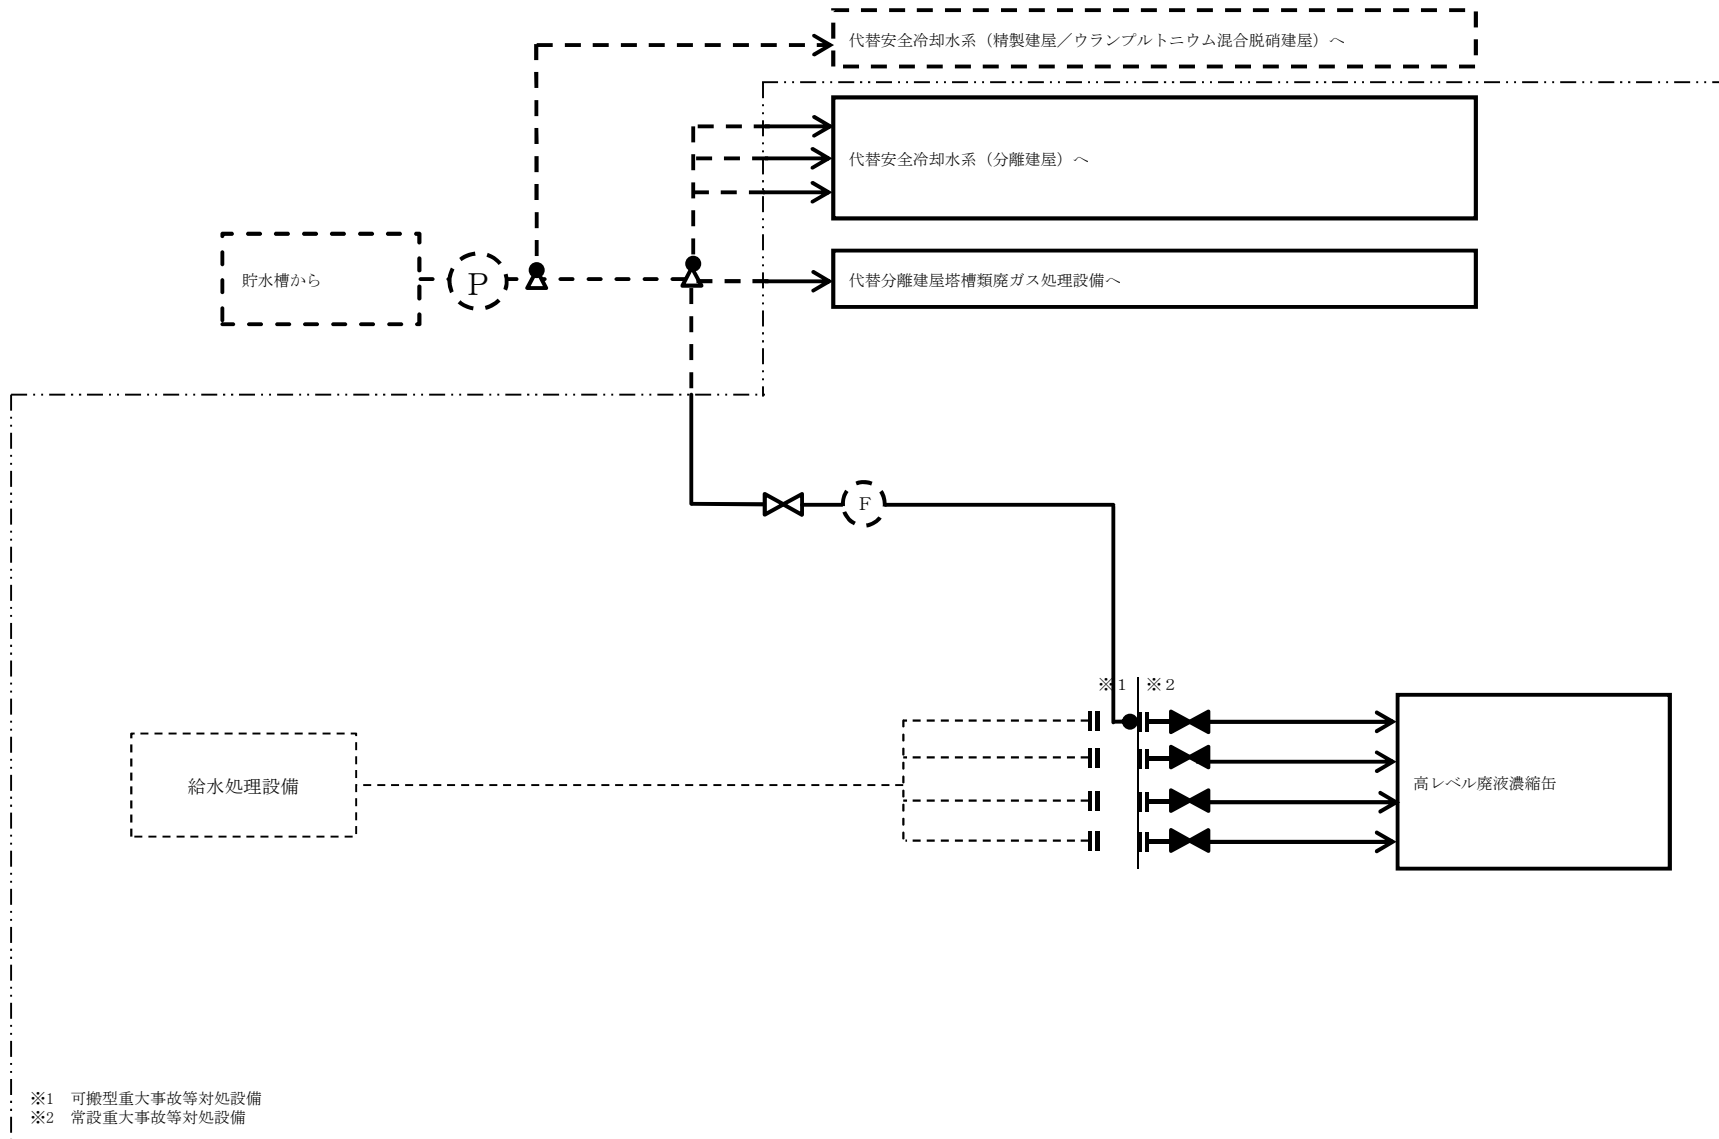 代替安全冷却水系（精製建屋／ウランプルトニウム混合脱硝建屋）へ
代替安全冷却水系（分離建屋）へ
貯水槽から
P
代替分離建屋塔槽類廃ガス処理設備へ
F
※1 ※2
給水処理設備
高レベル廃液濃縮缶
※1　可搬型重大事故等対処設備
※2　常設重大事故等対処設備